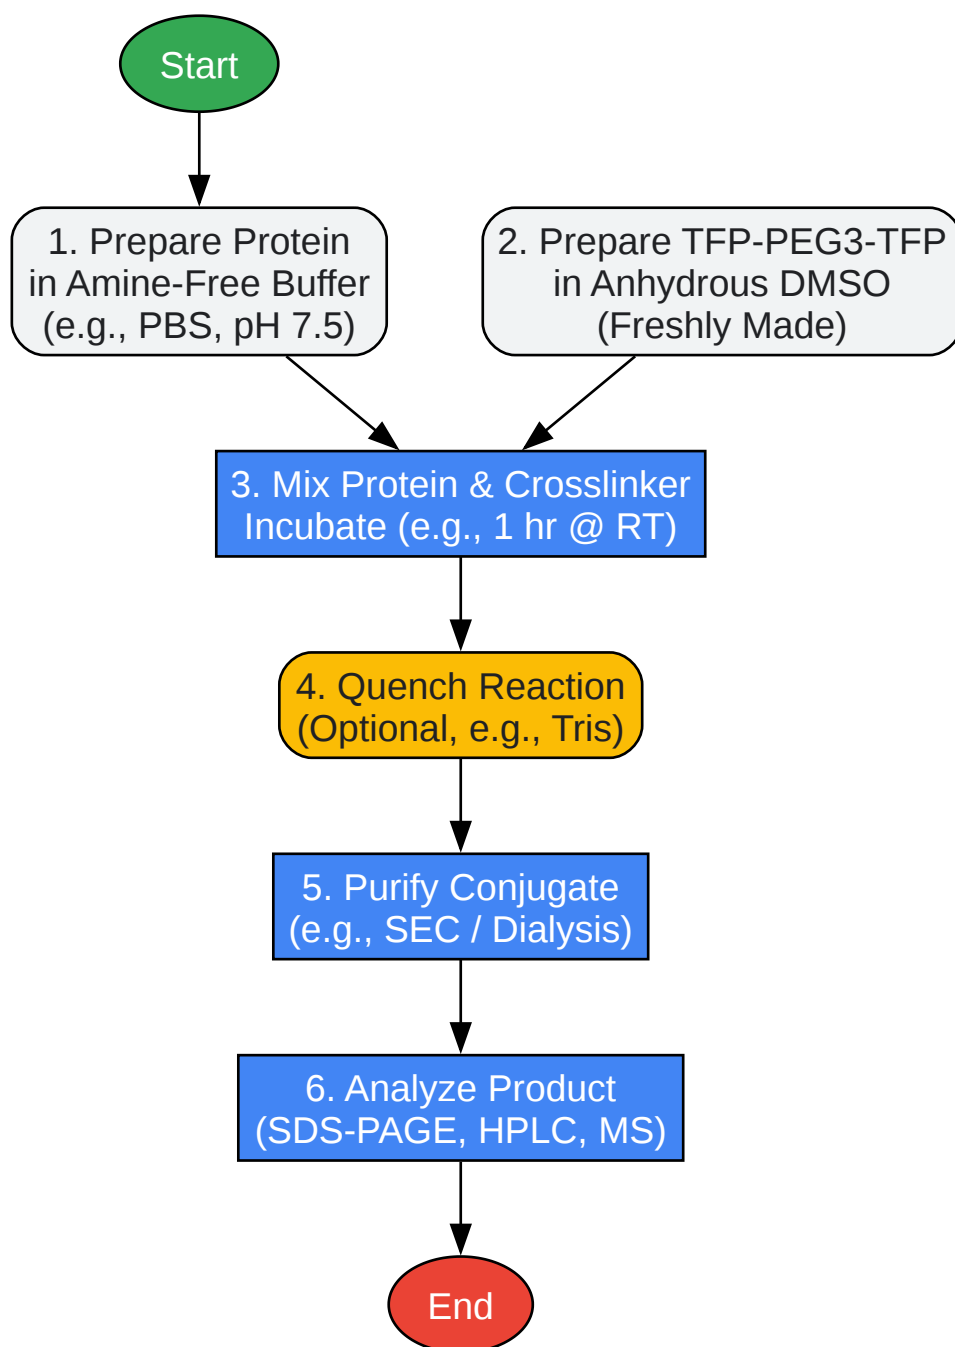 Start
1. Prepare Protein
in Amine-Free Buffer
(e.g., PBS, pH 7.5)
2. Prepare TFP-PEG3-TFP
in Anhydrous DMSO
(Freshly Made)
3. Mix Protein & Crosslinker
Incubate (e.g., 1 hr @ RT)
4. Quench Reaction
(Optional, e.g., Tris)
5. Purify Conjugate
(e.g., SEC / Dialysis)
6. Analyze Product
(SDS-PAGE, HPLC, MS)
End